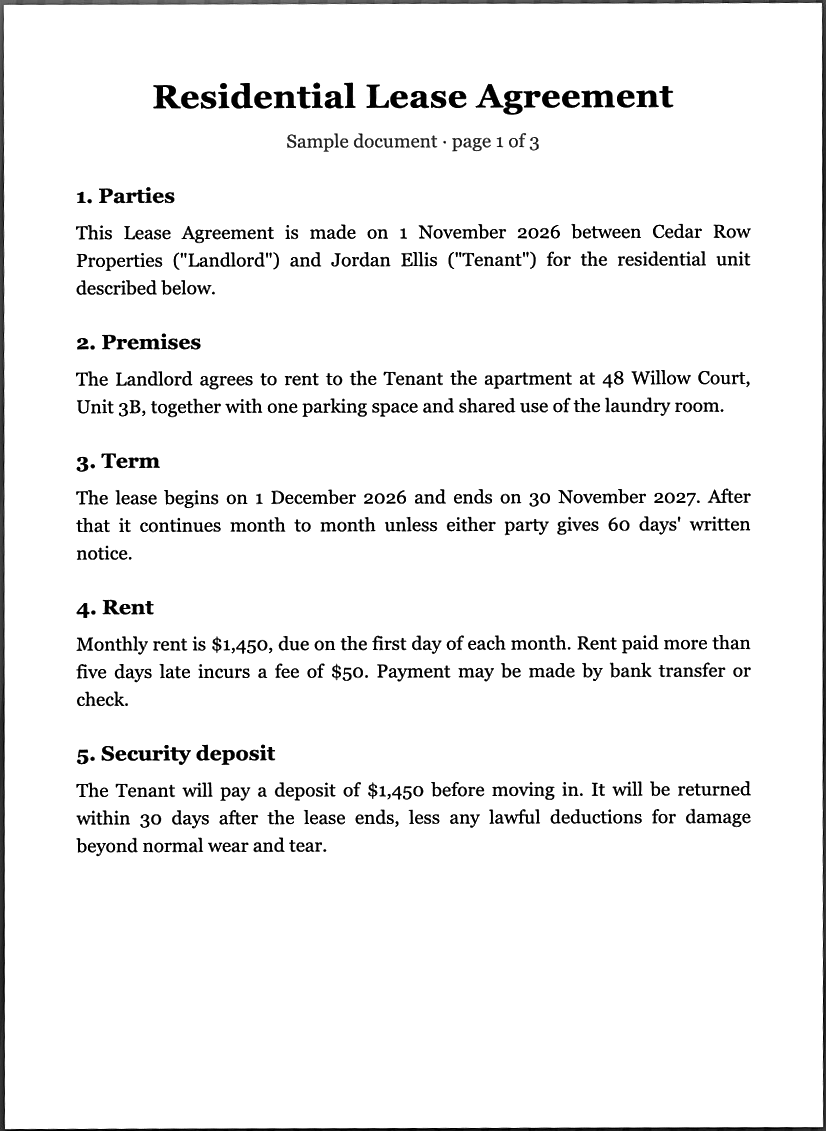 Residential Lease Agreement
Sample document · page 1 of 3
1. Parties
This Lease Agreement is made on 1 November 2026 between Cedar Row
Properties ("Landlord") and Jordan Ellis ("Tenant") for the residential unit
described below.
2. Premises
The Landlord agrees to rent to the Tenant the apartment at 48 Willow Court,
Unit 3B, together with one parking space and shared use of the laundry room.
3. Term
The lease begins on 1 December 2026 and ends on 30 November 2027. After
that it continues month to month unless either party gives 60 days' written
notice.
4. Rent
Monthly rent is $1,450, due on the first day of each month. Rent paid more than
five days late incurs a fee of $50. Payment may be made by bank transfer or
check.
5. Security deposit
The Tenant will pay a deposit of $1,450 before moving in. It will be returned
within 30 days after the lease ends, less any lawful deductions for damage
beyond normal wear and tear.